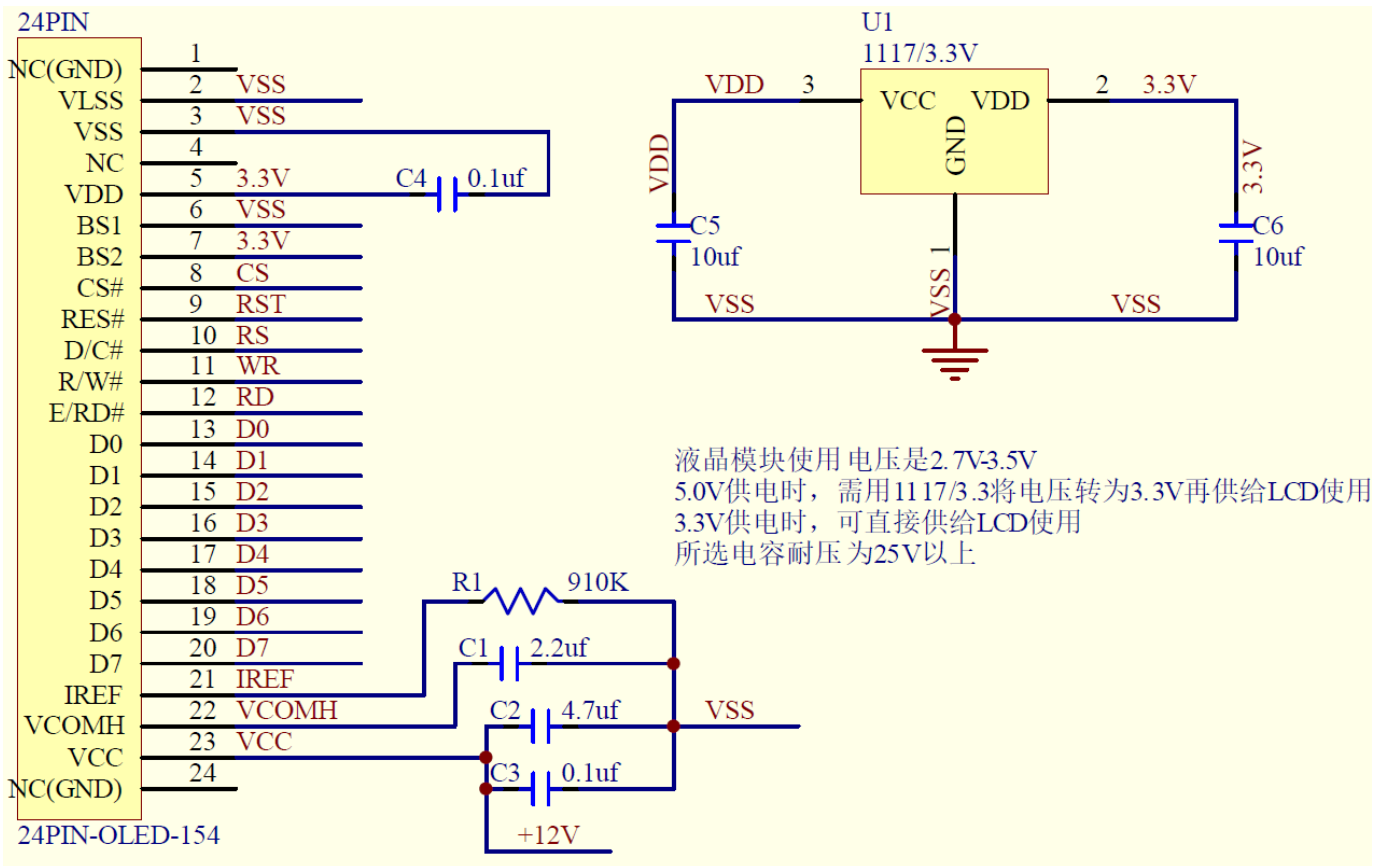 24PIN
NC(GND) 1
VLSS 2 VSS
VSS 3 VSS
NC 4
VDD 5 3.3V
C4 0.1uf
BS1 6 VSS
BS2 7 3.3V
CS# 8 CS
RES# 9 RST
D/C# 10 RS
R/W# 11 WR
E/RD# 12 RD
D0 13 D0
D1 14 D1
D2 15 D2
D3 16 D3
D4 17 D4
D5 18 D5
D6 19 D6
D7 20 D7
IREF 21 IREF
VCOMH 22 VCOMH
VCC 23 VCC
NC(GND) 24
24PIN-OLED-154
R1 910K
C1 2.2uf
C2 4.7uf
VSS
C3 0.1uf
+12V
U1
1117/3.3V
VDD 3 VCC VDD 2 3.3V
GND
VDD
3.3V
C5
10uf
C6
10uf
1
VSS
VSS
VSS
液晶模块使用电压是2.7V-3.5V
5.0V供电时，需用1117/3.3将电压转为3.3V再供给LCD使用
3.3V供电时，可直接供给LCD使用
所选电容耐压为25V以上